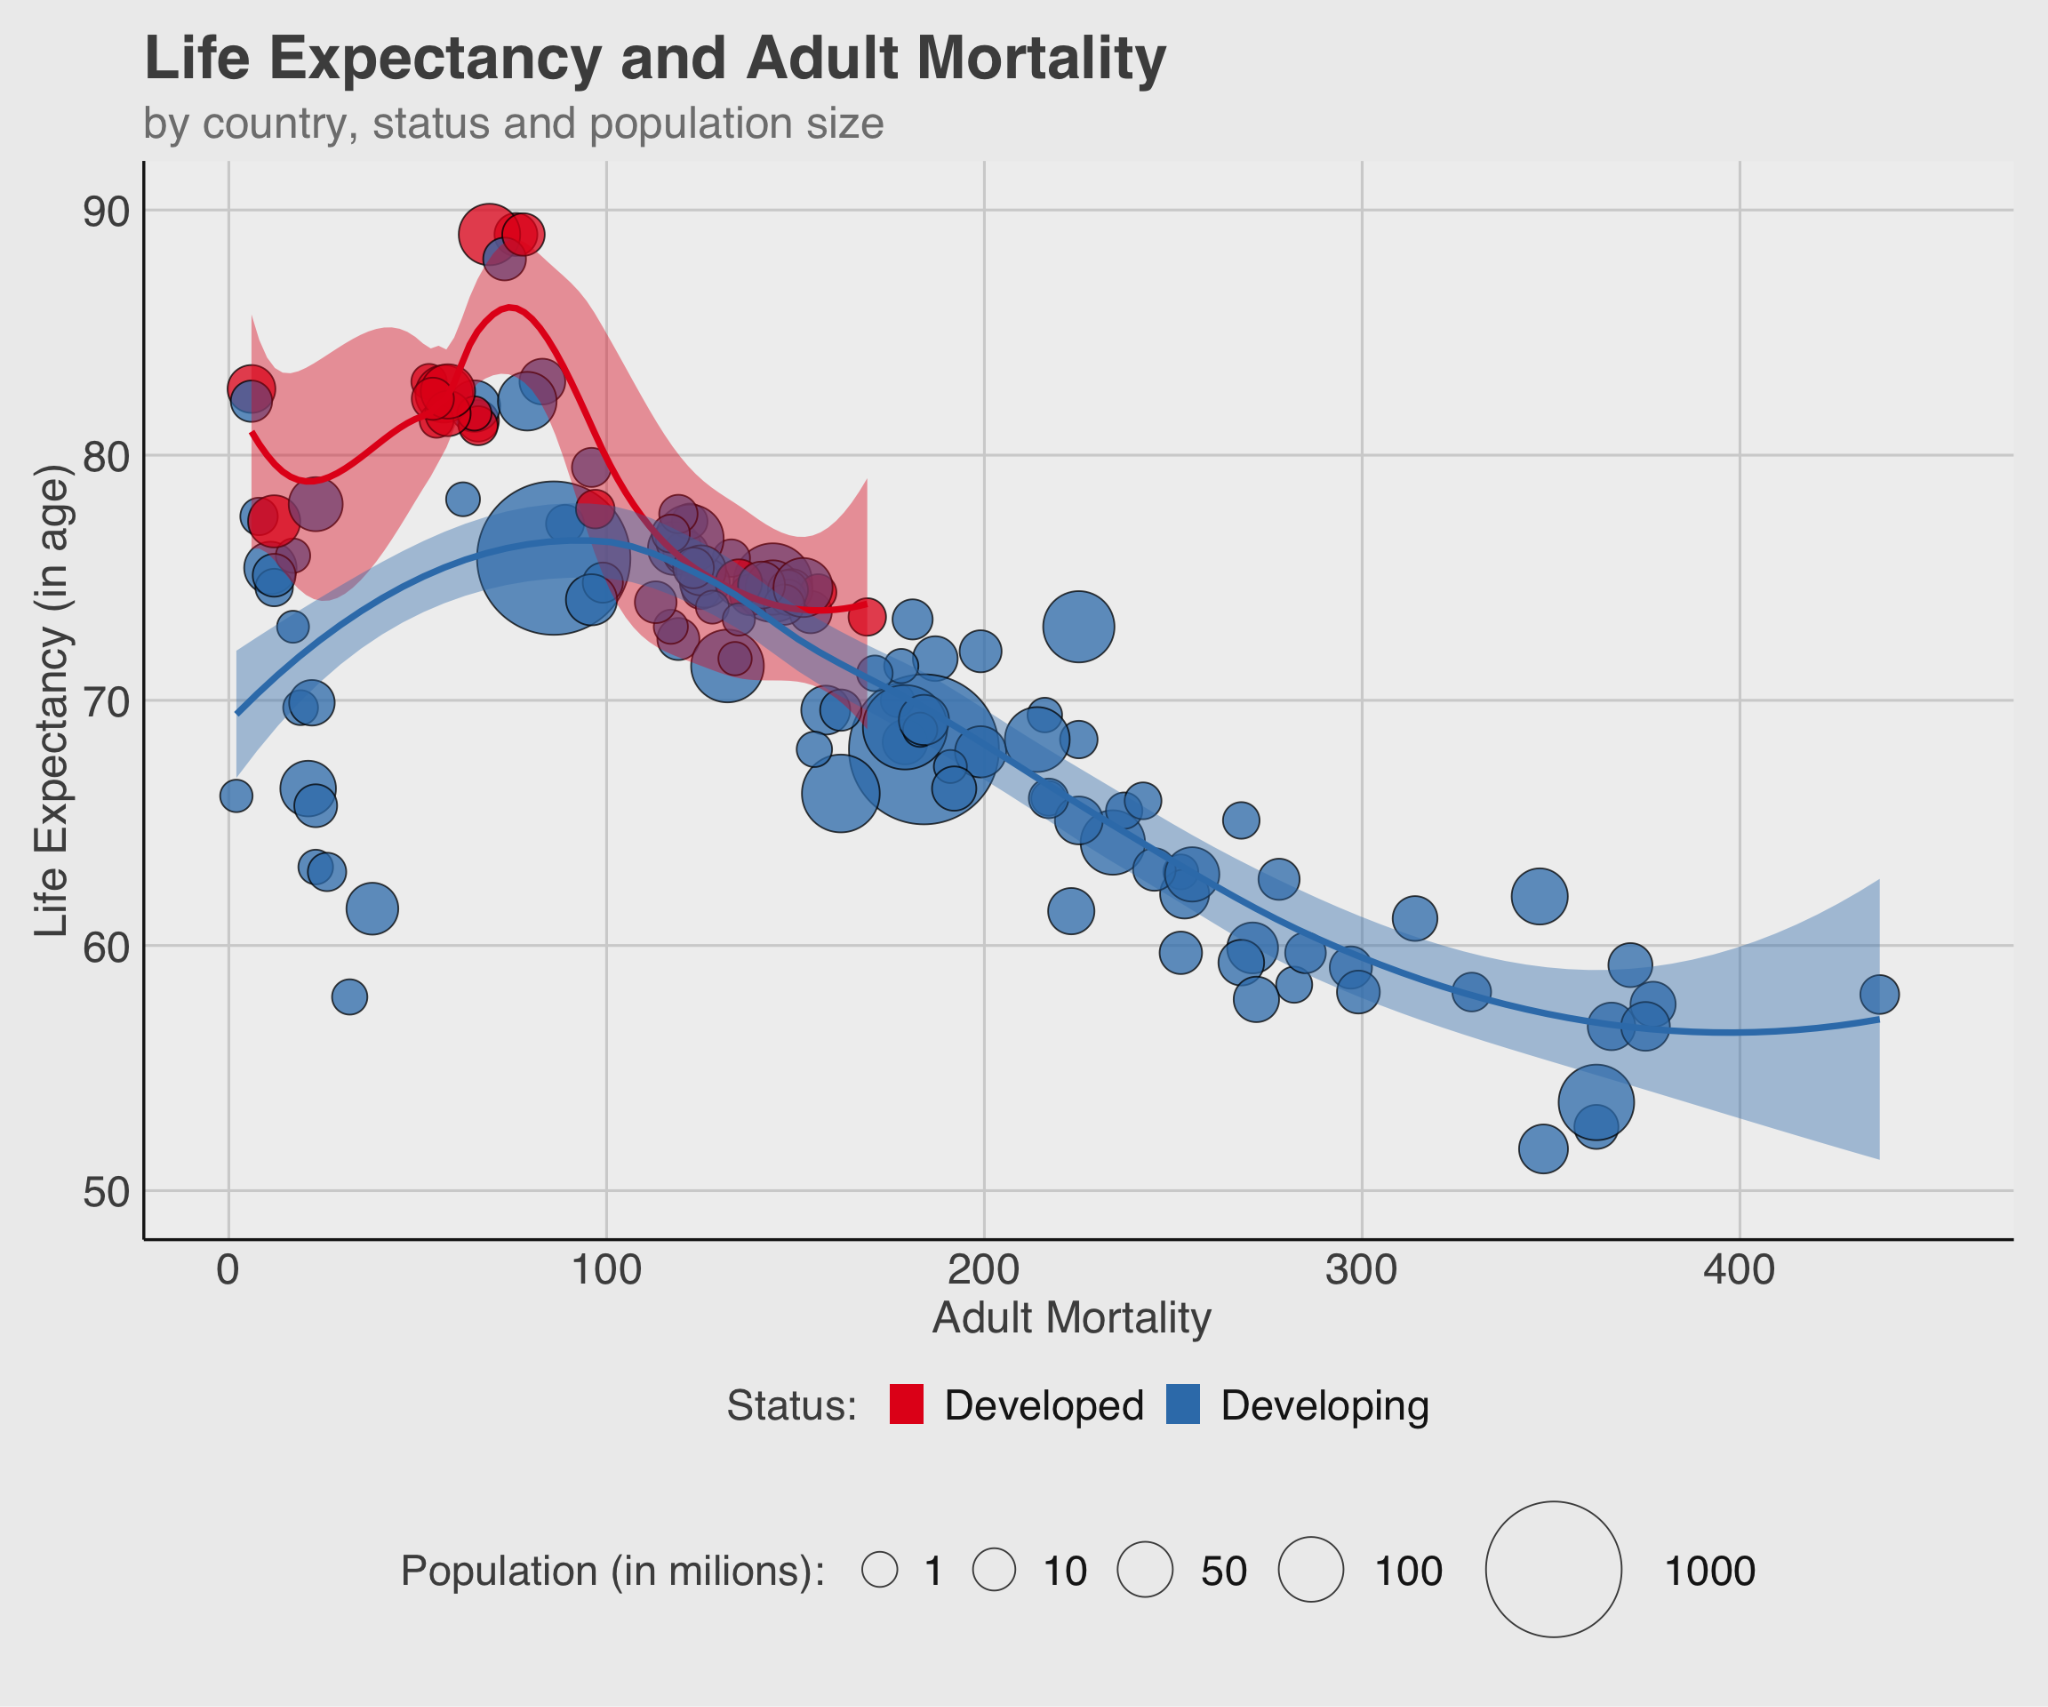 Life Expectancy and Adult Mortality
by country, status and population size
Life Expectancy (in age)
90
80
70
60
50
0 100 200 300 400
Adult Mortality
Status: Developed Developing
Population (in milions): 1 10 50 100 1000